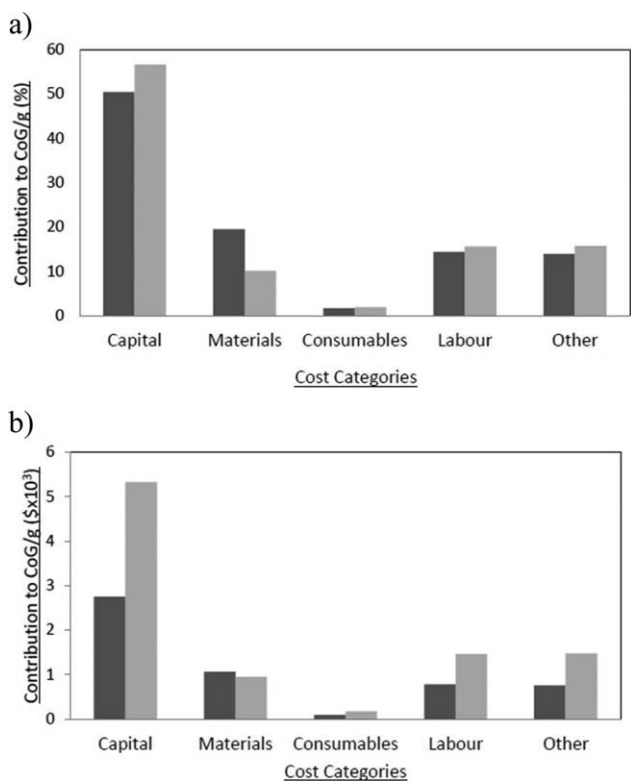 a)
Contribution to CoG/g (%)
60
50
40
30
20
10
0
Capital Materials Consumables Labour Other
Cost Categories
b)
Contribution to CoG/g ($x10³)
6
5
4
3
2
1
0
Capital Materials Consumables Labour Other
Cost Categories